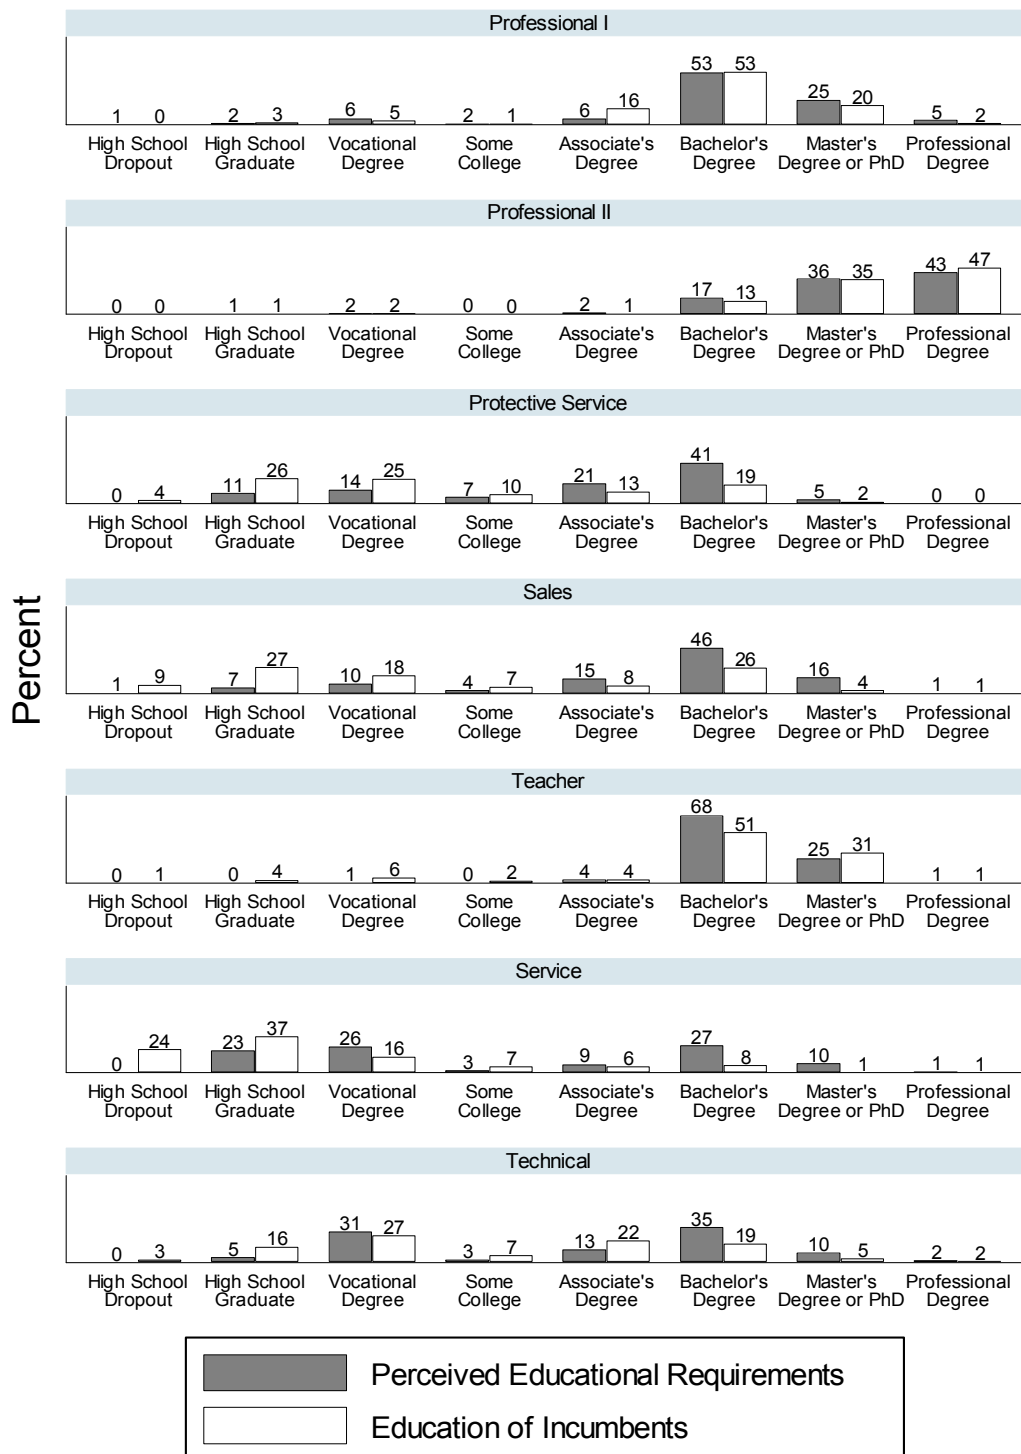 Professional I
1 0 2 3 6 5 2 1 6 16 53 53 25 20 5 2
High School High School Vocational Some Associate's Bachelor's Master's Professional
Dropout Graduate Degree College Degree Degree Degree or PhD Degree
Professional II
0 0 1 1 2 2 0 0 2 1 17 13 36 35 43 47
High School High School Vocational Some Associate's Bachelor's Master's Professional
Dropout Graduate Degree College Degree Degree Degree or PhD Degree
Protective Service
0 4 11 26 14 25 7 10 21 13 41 19 5 2 0 0
High School High School Vocational Some Associate's Bachelor's Master's Professional
Dropout Graduate Degree College Degree Degree Degree or PhD Degree
Percent
Sales
1 9 7 27 10 18 4 7 15 8 46 26 16 4 1 1
High School High School Vocational Some Associate's Bachelor's Master's Professional
Dropout Graduate Degree College Degree Degree Degree or PhD Degree
Teacher
0 1 0 4 1 6 0 2 4 4 68 51 25 31 1 1
High School High School Vocational Some Associate's Bachelor's Master's Professional
Dropout Graduate Degree College Degree Degree Degree or PhD Degree
Service
0 24 23 37 26 16 3 7 9 6 27 8 10 1 1 1
High School High School Vocational Some Associate's Bachelor's Master's Professional
Dropout Graduate Degree College Degree Degree Degree or PhD Degree
Technical
0 3 5 16 31 27 3 7 13 22 35 19 10 5 2 2
High School High School Vocational Some Associate's Bachelor's Master's Professional
Dropout Graduate Degree College Degree Degree Degree or PhD Degree
Perceived Educational Requirements
Education of Incumbents